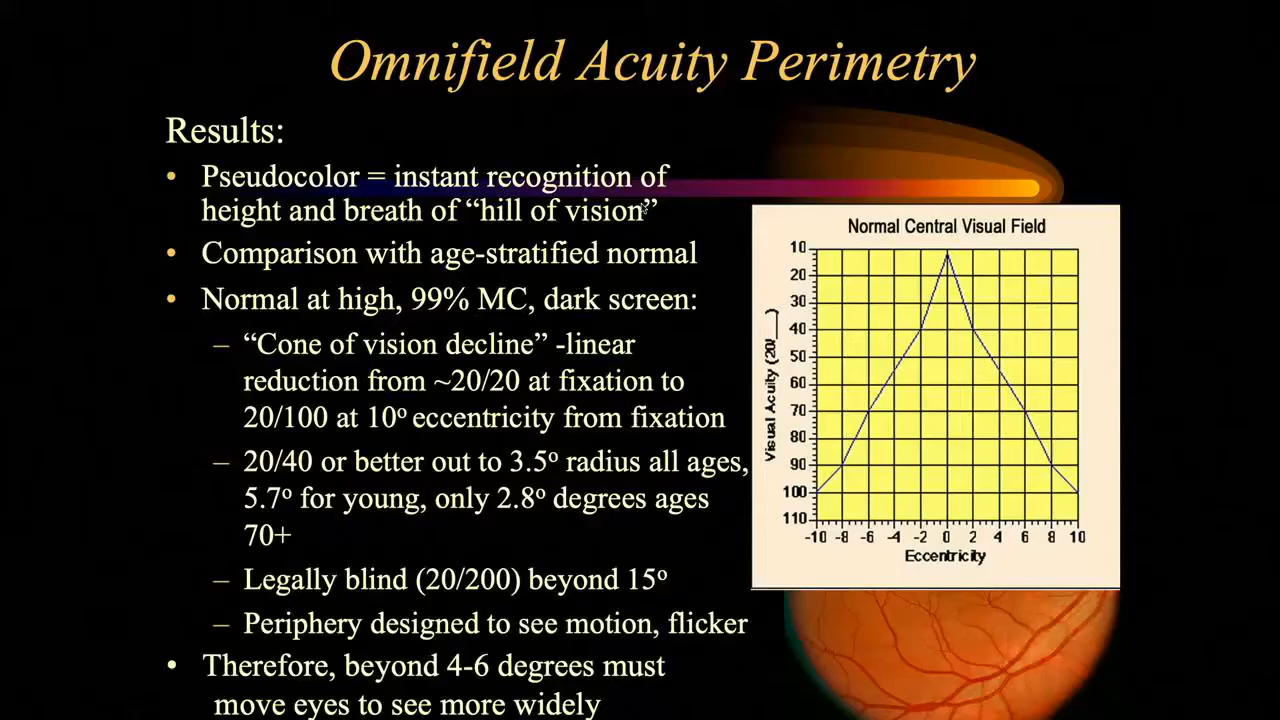 Omnifield Acuity Perimetry
Results:
• Pseudocolor = instant recognition of
height and breath of “hill of vision”
• Comparison with age-stratified normal
• Normal at high, 99% MC, dark screen:
– “Cone of vision decline” -linear
reduction from ~20/20 at fixation to
20/100 at 10º eccentricity from fixation
– 20/40 or better out to 3.5º radius all ages,
5.7º for young, only 2.8º degrees ages
70+
– Legally blind (20/200) beyond 15º
– Periphery designed to see motion, flicker
• Therefore, beyond 4-6 degrees must
move eyes to see more widely
Normal Central Visual Field
Visual Acuity (20/___)
10
20
30
40
50
60
70
80
90
100
110
-10 -8 -6 -4 -2 0 2 4 6 8 10
Eccentricity